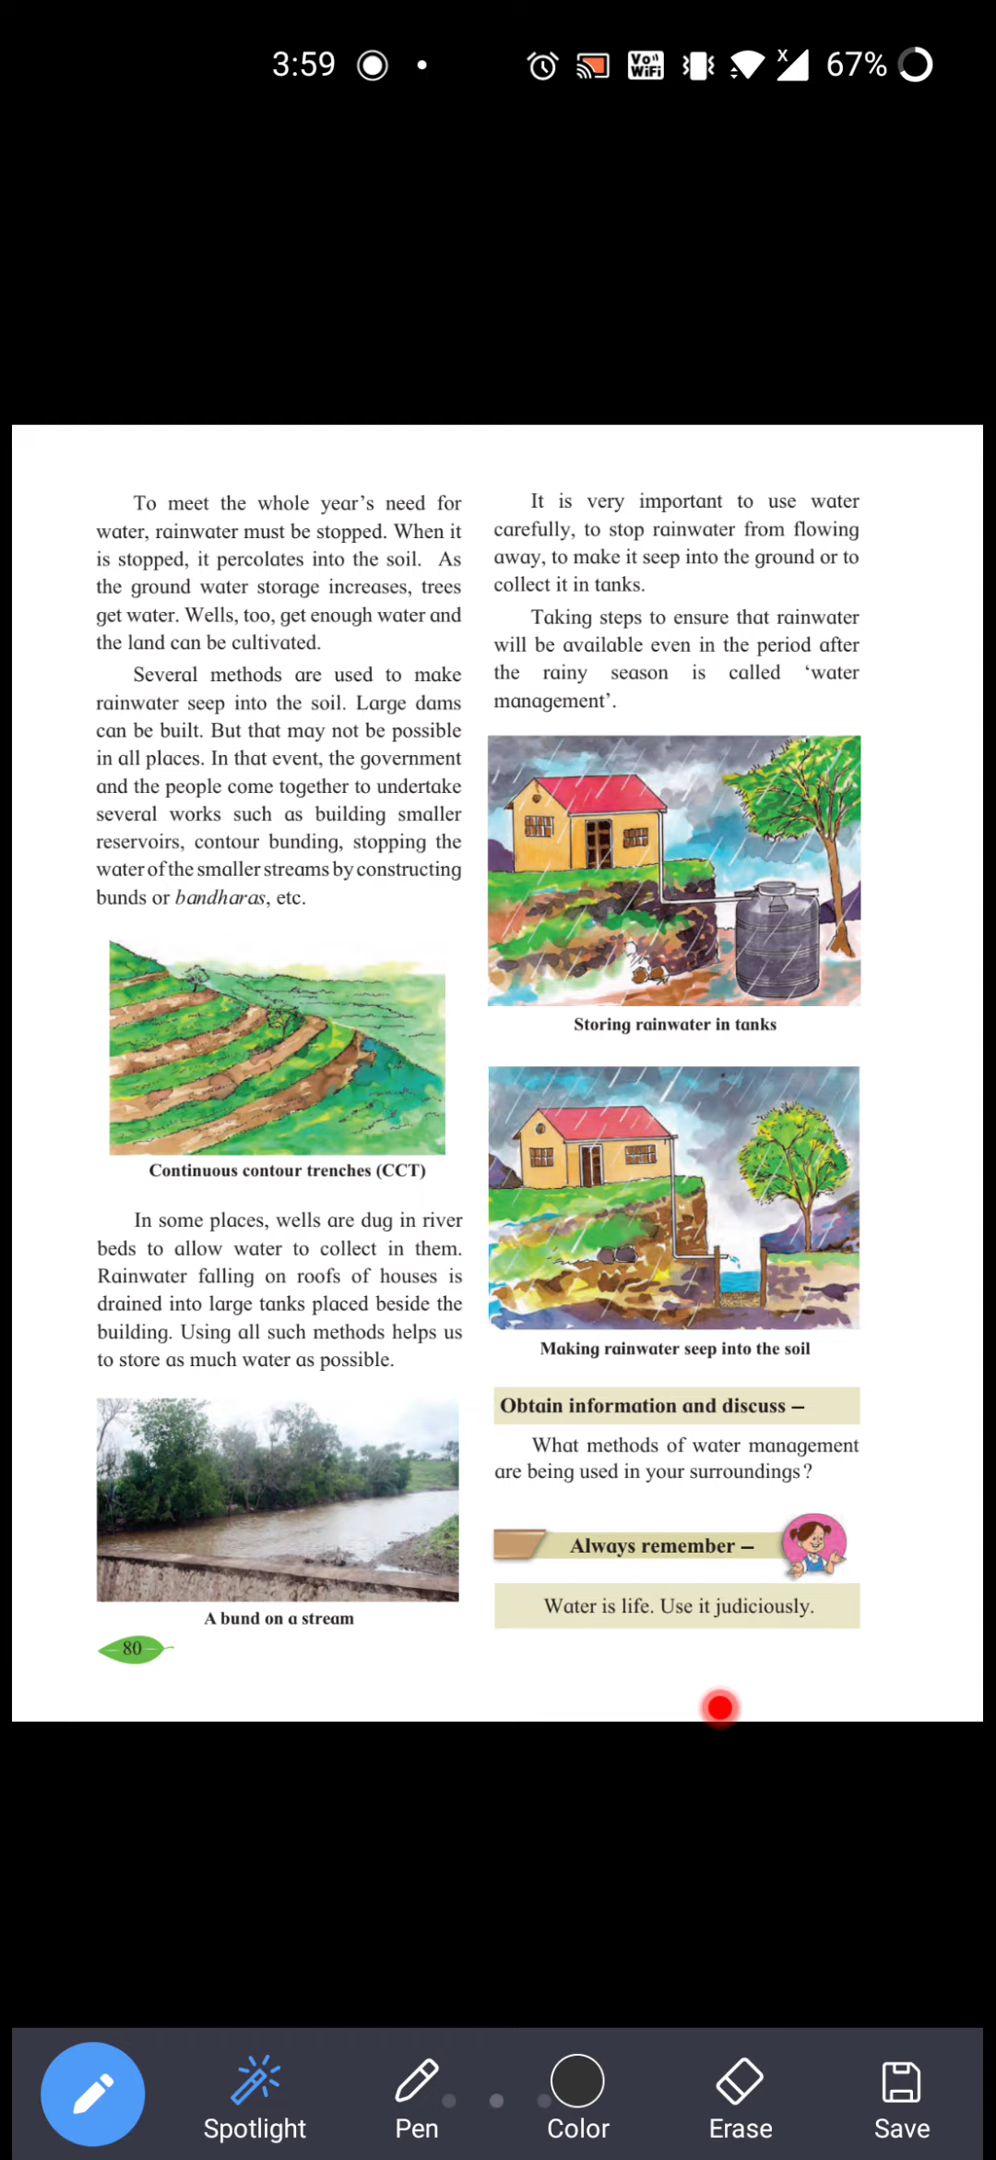 3:59
Vo
WiFi
x
67%
To meet the whole year's need for
water, rainwater must be stopped. When it
is stopped, it percolates into the soil. As
the ground water storage increases, trees
get water. Wells, too, get enough water and
the land can be cultivated.
Several methods are used to make
rainwater seep into the soil. Large dams
can be built. But that may not be possible
in all places. In that event, the government
and the people come together to undertake
several works such as building smaller
reservoirs, contour bunding, stopping the
water of the smaller streams by constructing
bunds or bandharas, etc.
Continuous contour trenches (CCT)
In some places, wells are dug in river
beds to allow water to collect in them.
Rainwater falling on roofs of houses is
drained into large tanks placed beside the
building. Using all such methods helps us
to store as much water as possible.
A bund on a stream
80
It is very important to use water
carefully, to stop rainwater from flowing
away, to make it seep into the ground or to
collect it in tanks.
Taking steps to ensure that rainwater
will be available even in the period after
the rainy season is called ‘water
management’.
Storing rainwater in tanks
Making rainwater seep into the soil
Obtain information and discuss –
What methods of water management
are being used in your surroundings?
Always remember –
Water is life. Use it judiciously.
Spotlight
Pen
Color
Erase
Save